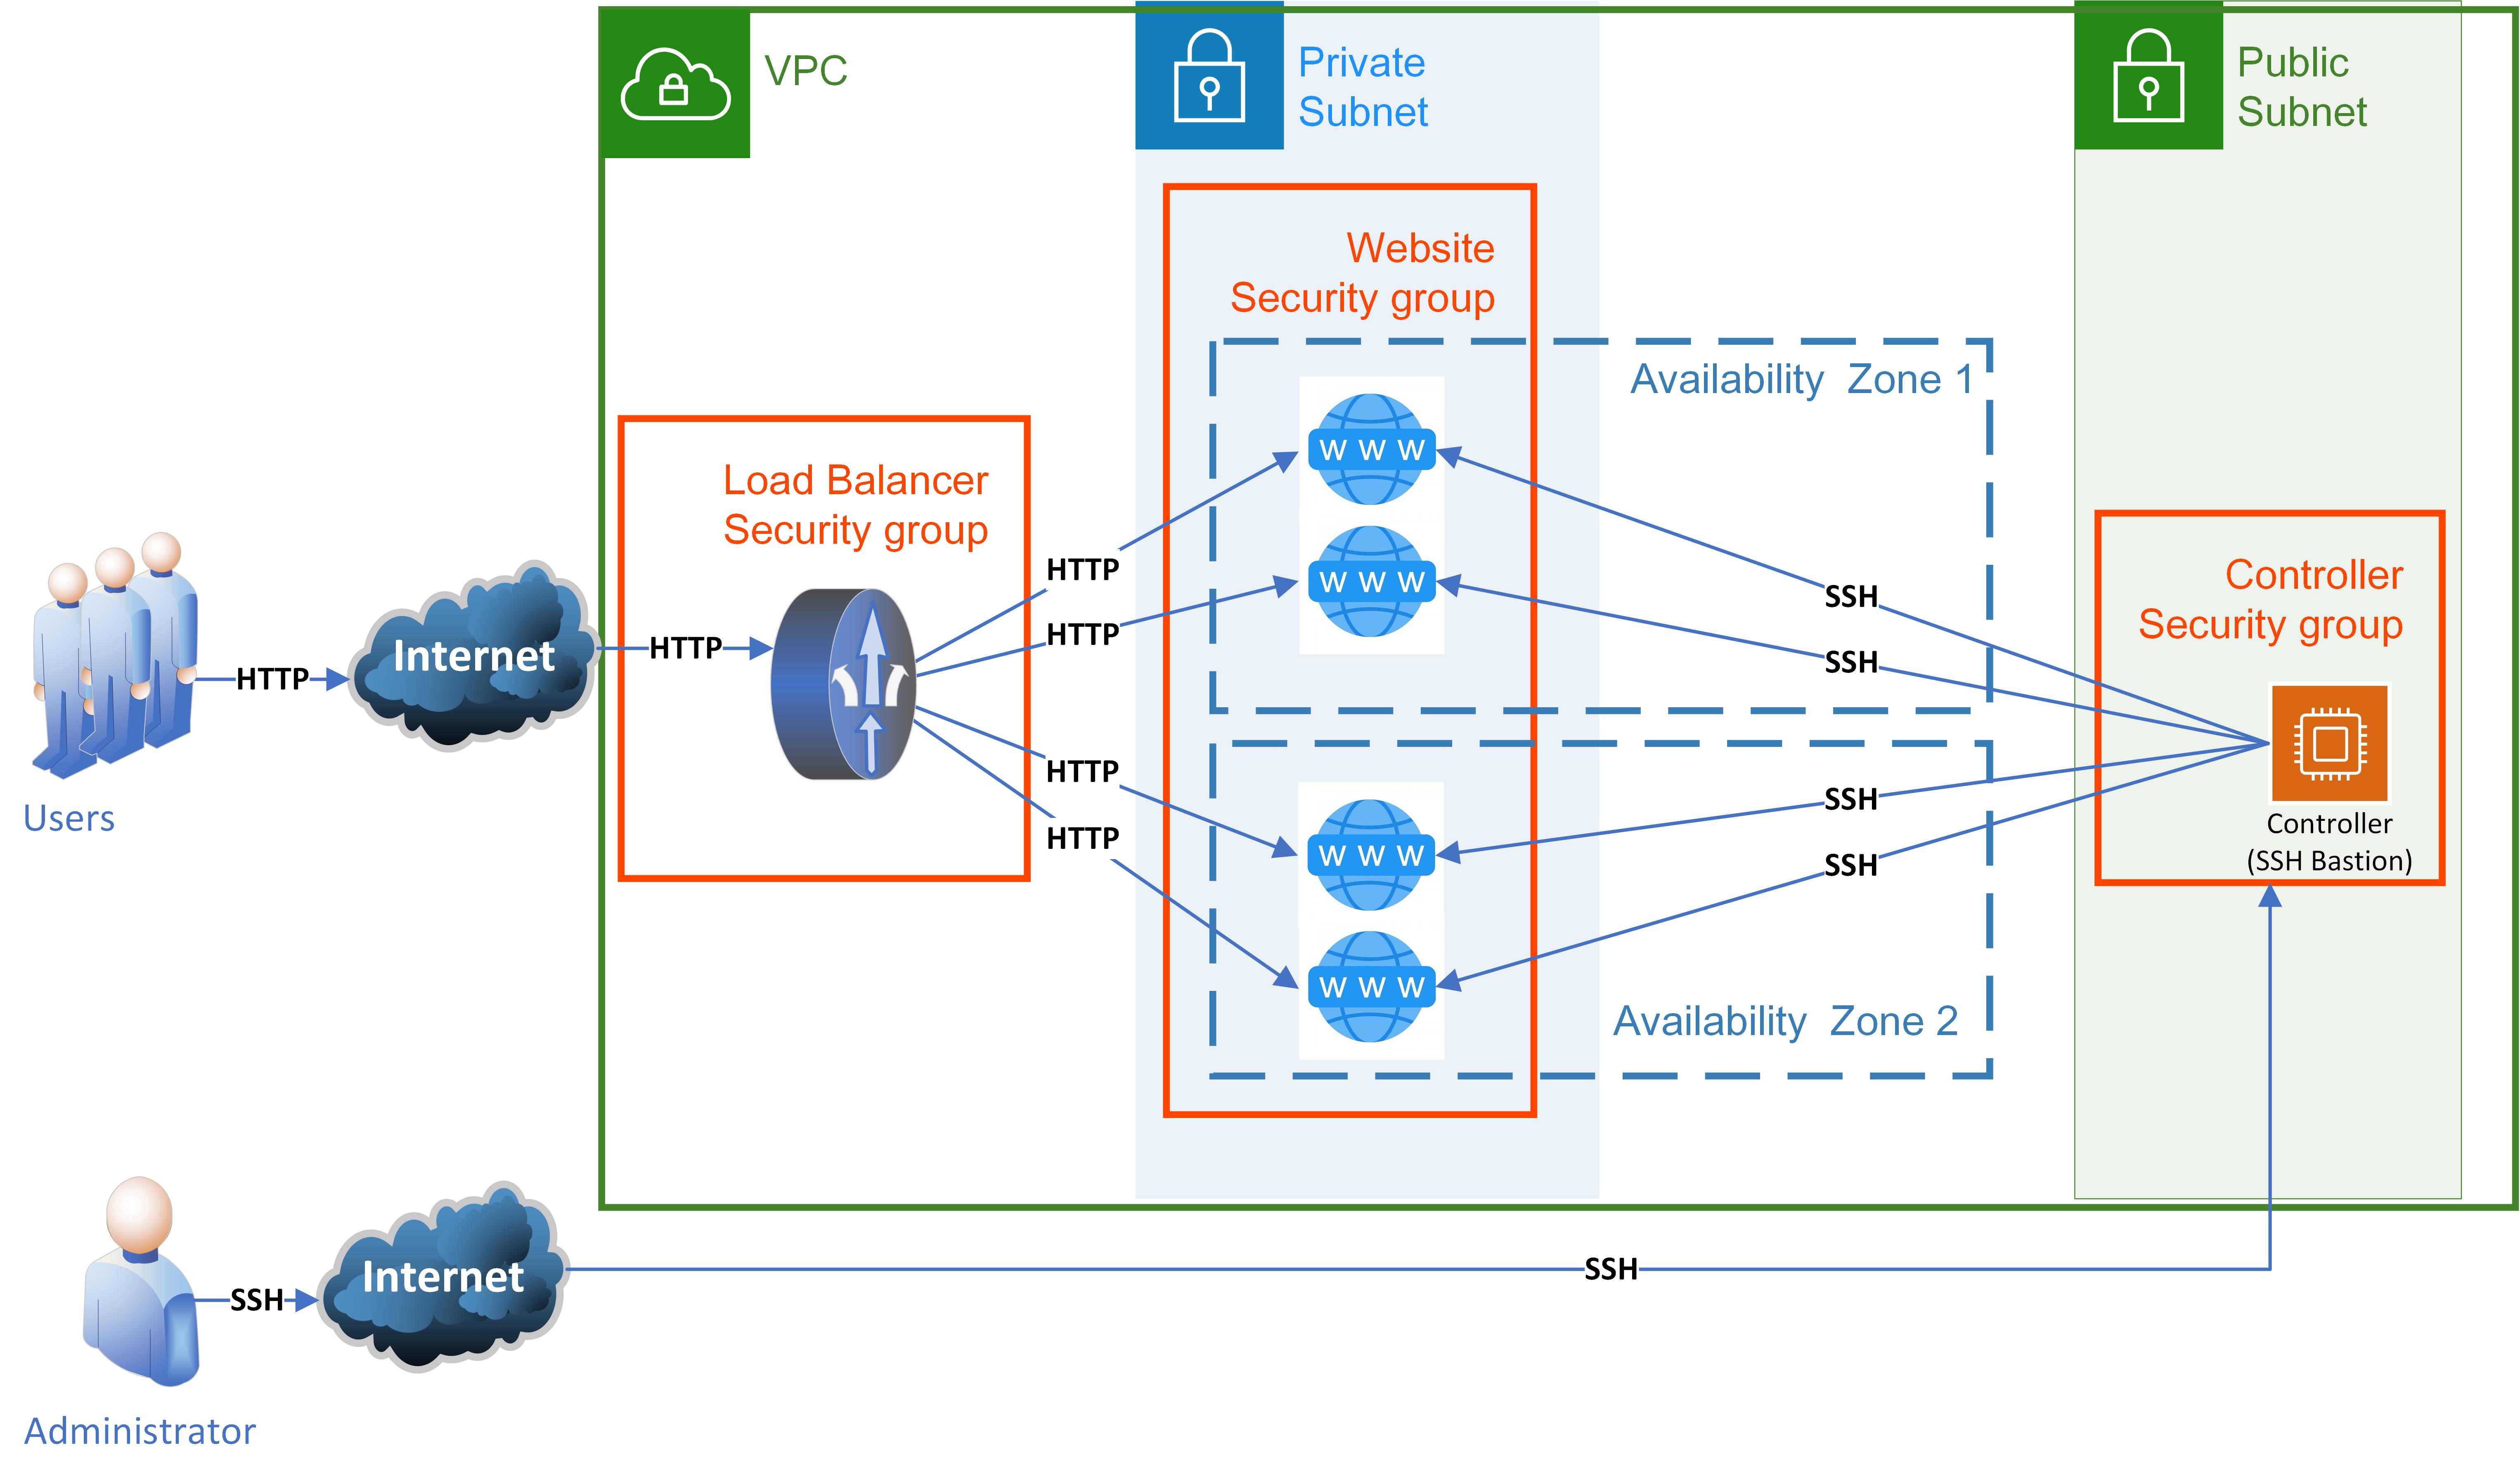 VPC
Private
Subnet
Public
Subnet
Website
Security group
Availability Zone 1
W W W
W W W
Load Balancer
Security group
HTTP
HTTP
HTTP
HTTP
HTTP
HTTP
Internet
Users
SSH
SSH
SSH
SSH
Controller
Security group
Controller
(SSH Bastion)
W W W
W W W
Availability Zone 2
SSH
Internet
SSH
Administrator